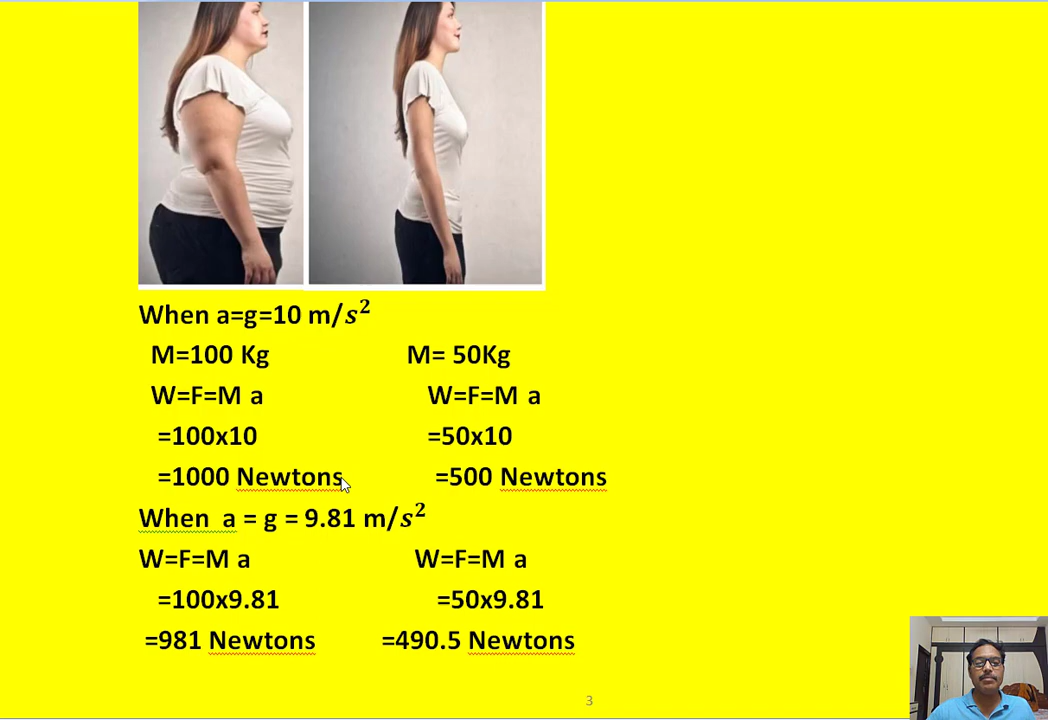 When a=g=10 m/s²
M=100 Kg M= 50Kg
W=F=M a W=F=M a
=100x10 =50x10
=1000 Newtons =500 Newtons
When a = g = 9.81 m/s²
W=F=M a W=F=M a
=100x9.81 =50x9.81
=981 Newtons =490.5 Newtons
3